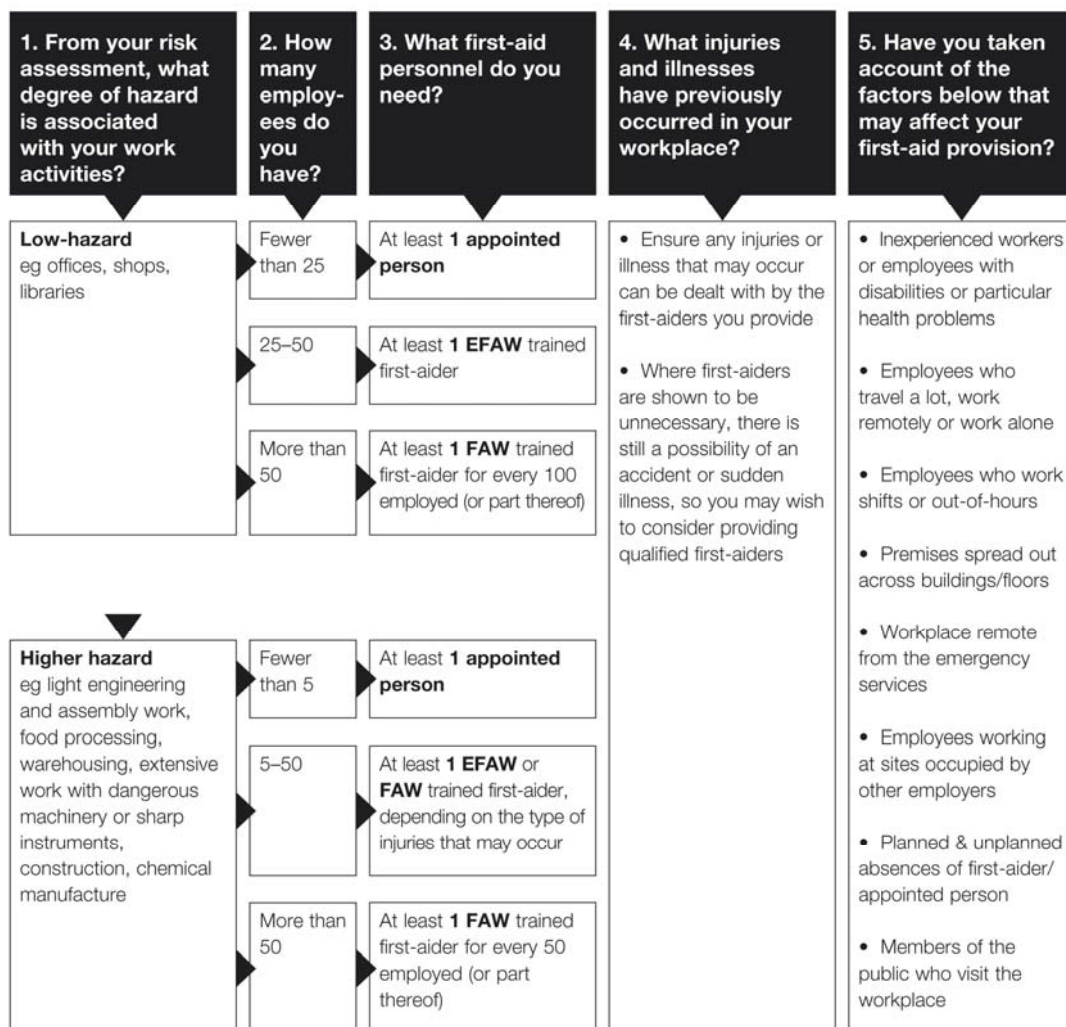 1. From your risk
assessment, what
degree of hazard
is associated
with your work
activities?
2. How
many
employ-
ees do
you
have?
3. What first-aid
personnel do you
need?
4. What injuries
and illnesses
have previously
occurred in your
workplace?
5. Have you taken
account of the
factors below that
may affect your
first-aid provision?
Low-hazard
eg offices, shops,
libraries
Fewer
than 25
At least 1 appointed
person
25–50
At least 1 EFAW trained
first-aider
More than
50
At least 1 FAW trained
first-aider for every 100
employed (or part thereof)
Higher hazard
eg light engineering
and assembly work,
food processing,
warehousing, extensive
work with dangerous
machinery or sharp
instruments,
construction, chemical
manufacture
Fewer
than 5
At least 1 appointed
person
5–50
At least 1 EFAW or
FAW trained first-aider,
depending on the type of
injuries that may occur
More than
50
At least 1 FAW trained
first-aider for every 50
employed (or part
thereof)
• Ensure any injuries or
illness that may occur
can be dealt with by the
first-aiders you provide
• Where first-aiders
are shown to be
unnecessary, there is
still a possibility of an
accident or sudden
illness, so you may wish
to consider providing
qualified first-aiders
• Inexperienced workers
or employees with
disabilities or particular
health problems
• Employees who
travel a lot, work
remotely or work alone
• Employees who work
shifts or out-of-hours
• Premises spread out
across buildings/floors
• Workplace remote
from the emergency
services
• Employees working
at sites occupied by
other employers
• Planned & unplanned
absences of first-aider/
appointed person
• Members of the
public who visit the
workplace